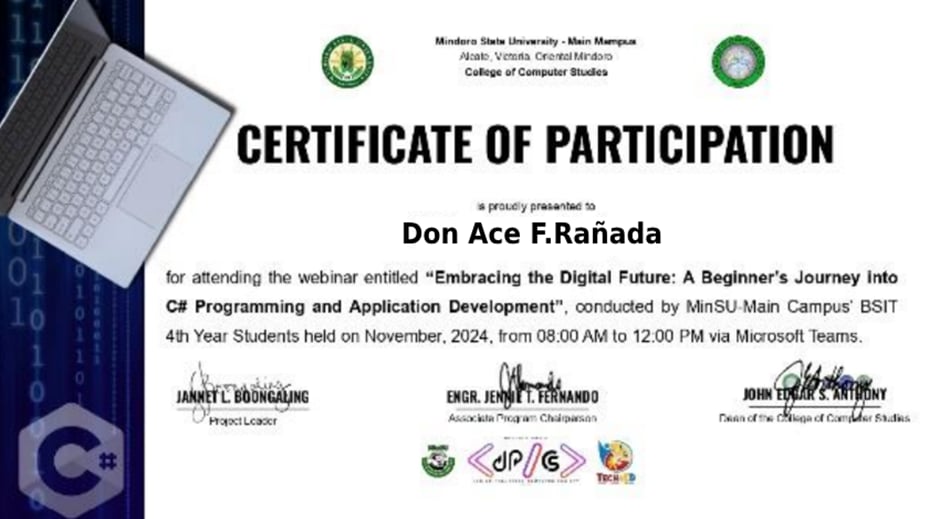 Mindoro State University - Main Mampus
Alcate, Victoria, Oriental Mindoro
College of Computer Studies
CERTIFICATE OF PARTICIPATION
is proudly presented to
Don Ace F.Rañada
for attending the webinar entitled “Embracing the Digital Future: A Beginner’s Journey into
C# Programming and Application Development”, conducted by MinSU-Main Campus’ BSIT
4th Year Students held on November, 2024, from 08:00 AM to 12:00 PM via Microsoft Teams.
JANNET L. BOONGALING
Project Leader
ENGR. JENNIE T. FERNANDO
Associate Program Chairperson
JOHN EDGAR S. ANTHONY
Dean of the College of Computer Studies
C#
TECHED